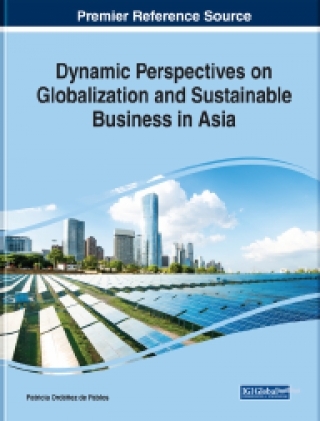 Premier Reference Source
Dynamic Perspectives on
Globalization and Sustainable
Business in Asia
Patricia Ordóñez de Pablos
IGI Global